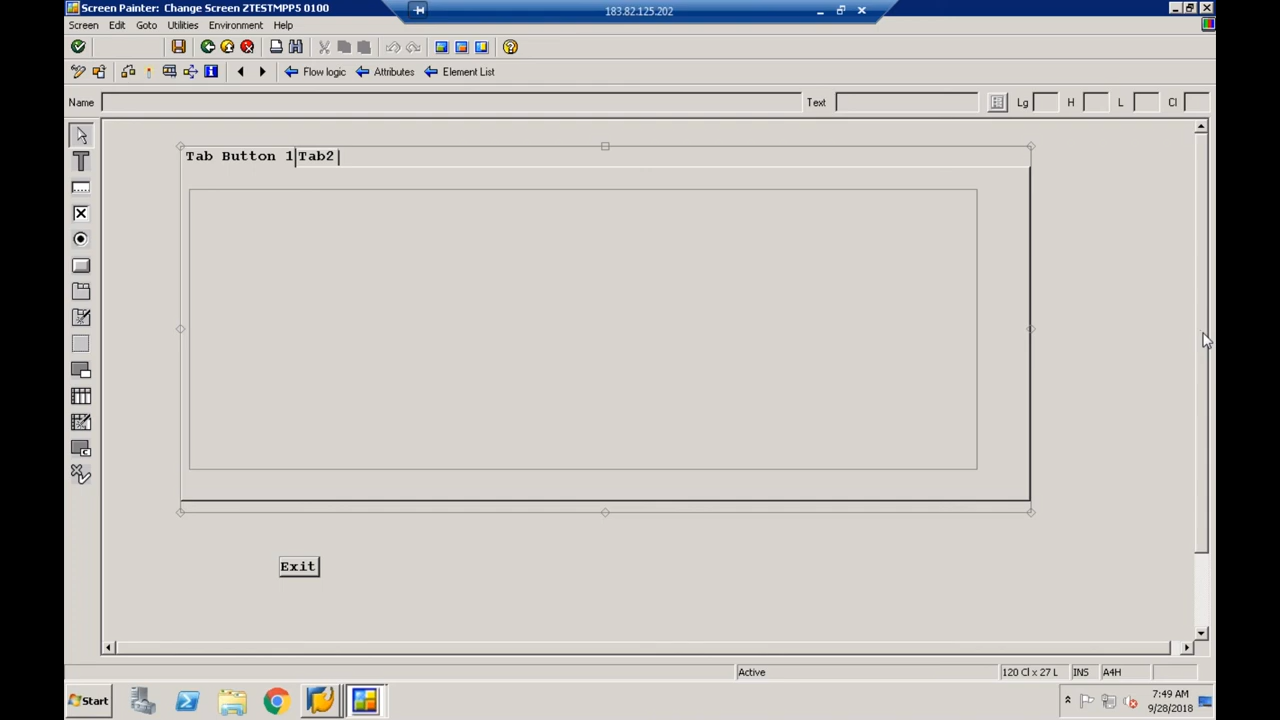 Screen Painter: Change Screen ZTESTMPP5 0100
183.82.125.202
Screen Edit Goto Utilities Environment Help
Flow logic Attributes Element List
Name Text Lg H L Cl
Tab Button 1 Tab2
Exit
Active 120 Cl x 27 L INS A4H
Start 7:49 AM
9/28/2018